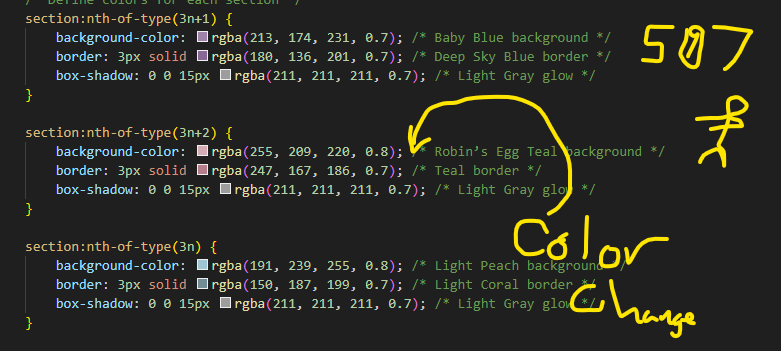 /* Define colors for each section */
section:nth-of-type(3n+1) {
background-color: rgba(213, 174, 231, 0.7); /* Baby Blue background */
border: 3px solid rgba(180, 136, 201, 0.7); /* Deep Sky Blue border */
box-shadow: 0 0 15px rgba(211, 211, 211, 0.7); /* Light Gray glow */
}
507
section:nth-of-type(3n+2) {
background-color: rgba(255, 209, 220, 0.8); /* Robin’s Egg Teal background */
border: 3px solid rgba(247, 167, 186, 0.7); /* Teal border */
box-shadow: 0 0 15px rgba(211, 211, 211, 0.7); /* Light Gray glow */
}
Color
Change
section:nth-of-type(3n) {
background-color: rgba(191, 239, 255, 0.8); /* Light Peach background */
border: 3px solid rgba(150, 187, 199, 0.7); /* Light Coral border */
box-shadow: 0 0 15px rgba(211, 211, 211, 0.7); /* Light Gray glow */
}